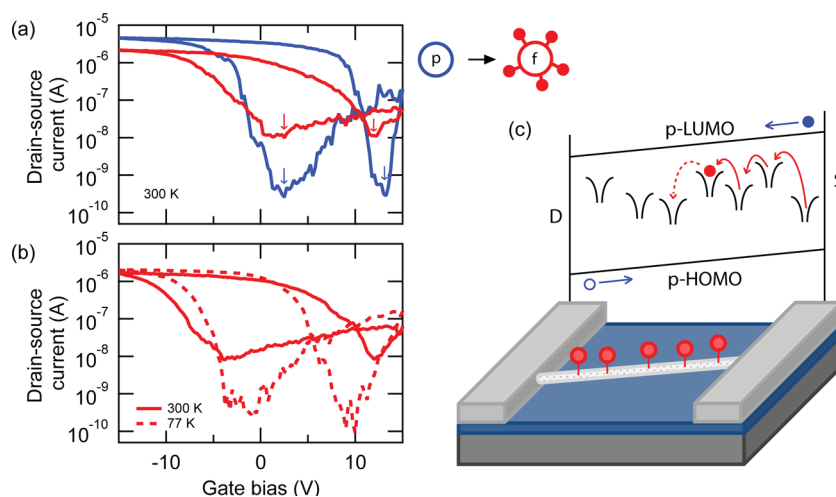 (a)
10-5
10-6
10-7
10-8
10-9
10-10
Drain-source
current (A)
300 K
p
f
(c)
p-LUMO
D
p-HOMO
(b)
10-5
10-6
10-7
10-8
10-9
10-10
Drain-source
current (A)
300 K
77 K
-10
0
10
Gate bias (V)